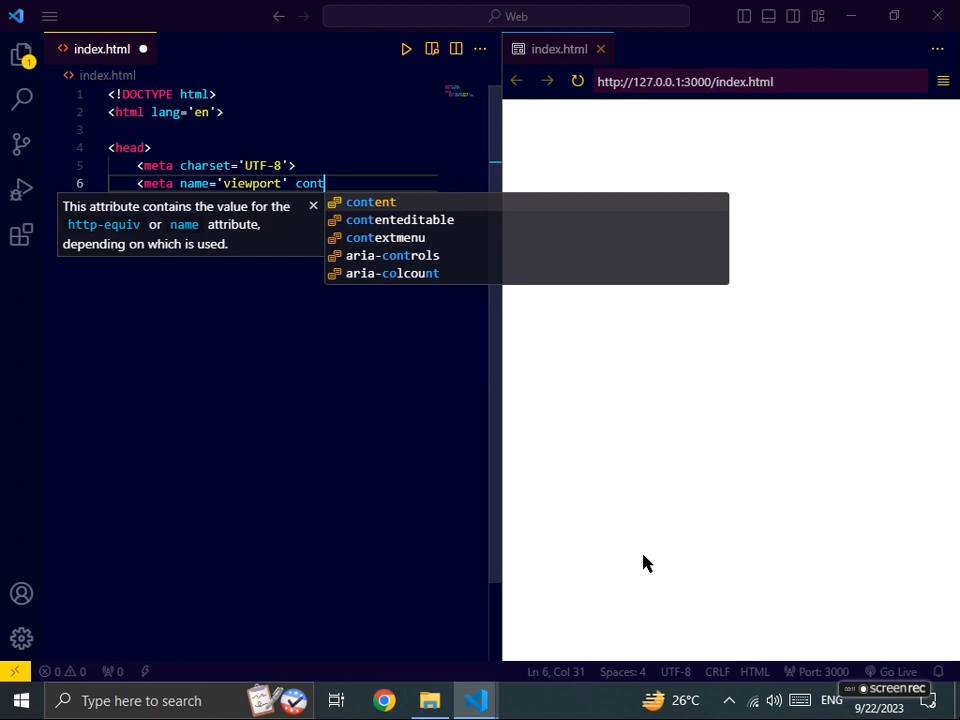 Web
index.html
index.html
index.html
http://127.0.0.1:3000/index.html
1 <!DOCTYPE html>
2 <html lang='en'>
3
4 <head>
5 <meta charset='UTF-8'>
6 <meta name='viewport' cont
This attribute contains the value for the
http-equiv or name attribute,
depending on which is used.
content
contenteditable
contextmenu
aria-controls
aria-colcount
1
0 0 0
Ln 6, Col 31 Spaces: 4 UTF-8 CRLF HTML Port: 3000 Go Live
Type here to search
26°C
ENG
screenrec
9/22/2023